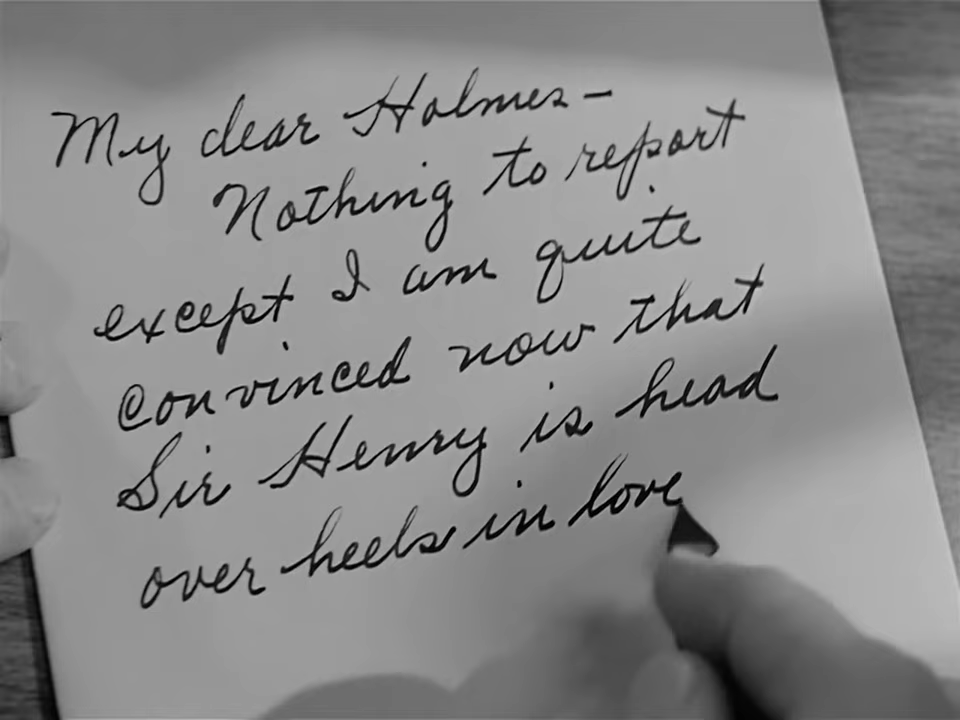 My dear Holmes –
Nothing to report
except I am quite
convinced now that
Sir Henry is head
over heels in love